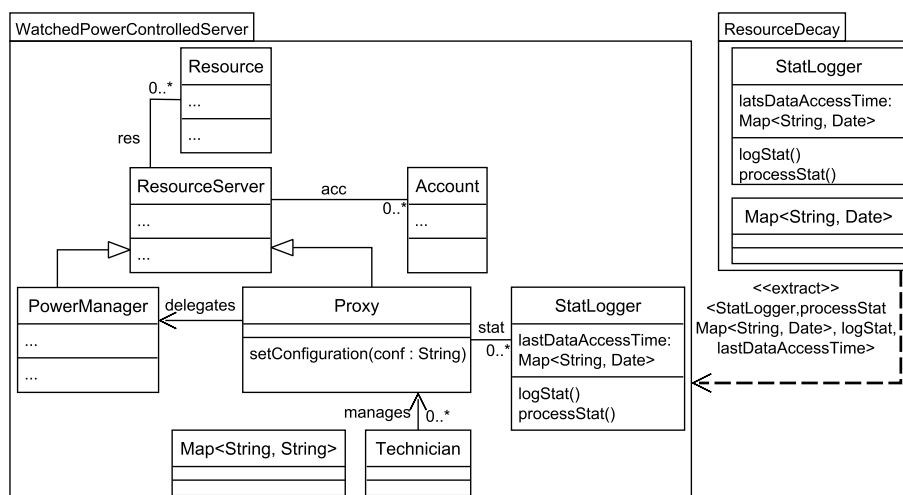 WatchedPowerControlledServer
Resource
...
...
0..*
res
ResourceServer
...
...
acc
0..*
Account
...
PowerManager
...
...
delegates
Proxy
setConfiguration(conf : String)
stat
0..*
StatLogger
lastDataAccessTime:
Map<String, Date>
logStat()
processStat()
manages
0..*
Map<String, String>
Technician
ResourceDecay
StatLogger
latsDataAccessTime:
Map<String, Date>
logStat()
processStat()
Map<String, Date>
<<extract>>
<StatLogger,processStat
Map<String, Date>, logStat,
lastDataAccessTime>